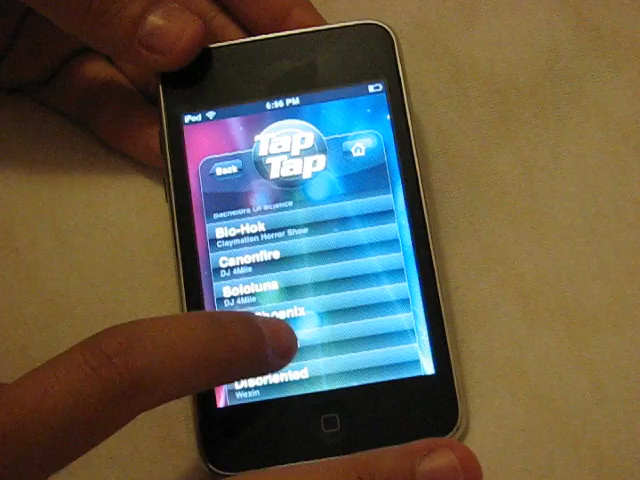 iPod 6:56 PM
Tap
Tap
Back
Bachelors of Science
Bio-Hok
Claymation Horror Show
Canonfire
DJ 4Mile
Bololuna
DJ 4Mile
Phoenix
Disoriented
Wexin